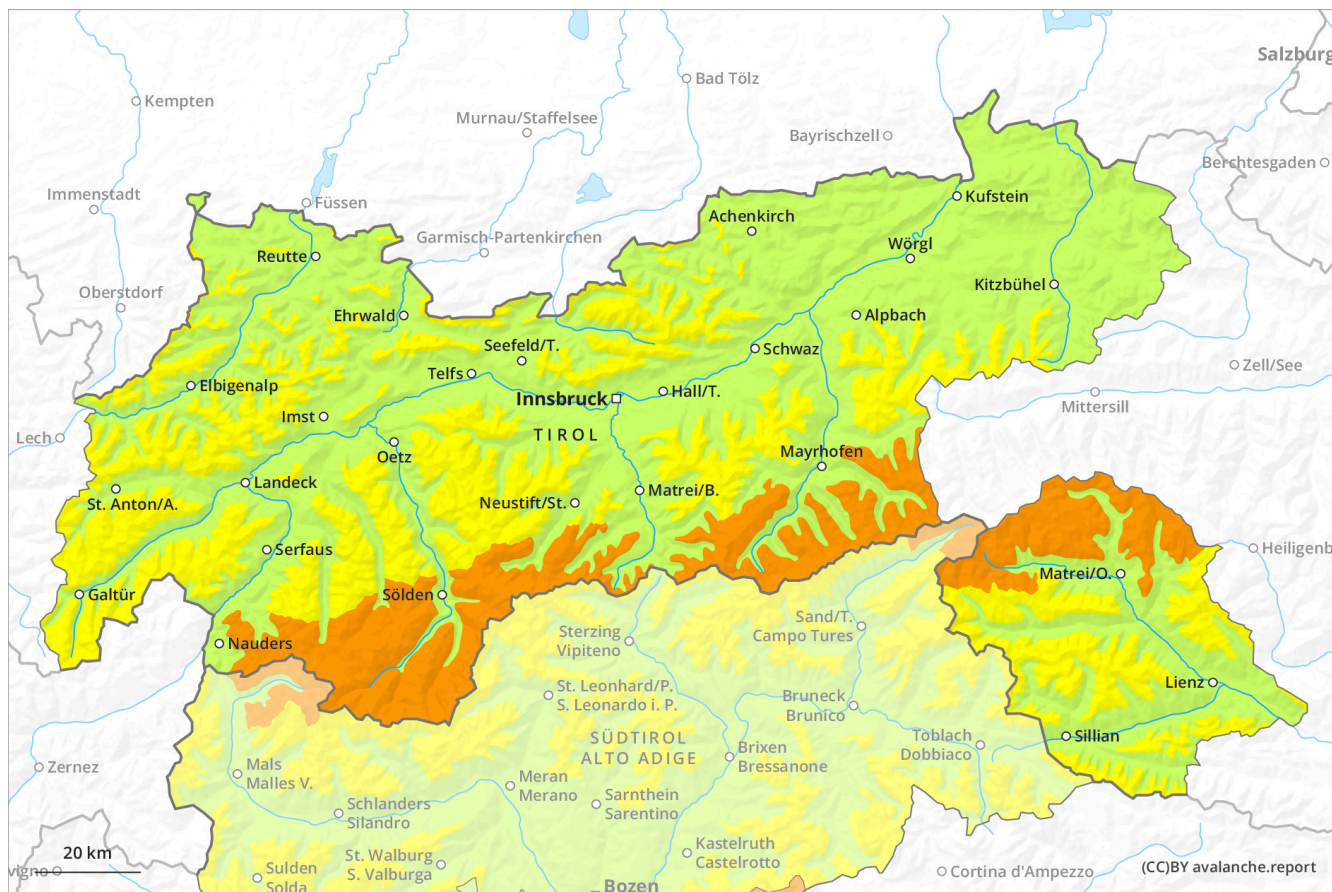 Salzburg
Kempten
Bad Tölz
Murnau/Staffelsee
Bayrischzell
Berchtesgaden
Immenstadt
Füssen
Kufstein
Achenkirch
Garmisch-Partenkirchen
Wörgl
Reutte
Kitzbühel
Oberstdorf
Ehrwald
Alpbach
Seefeld/T.
Schwaz
Zell/See
Telfs
Elbigenalp
Hall/T.
Innsbruck
Mittersill
Imst
Lech
TIROL
Oetz
Mayrhofen
Landeck
Matrei/B.
St. Anton/A.
Neustift/St.
Serfaus
Heiligenb
Matrei/O.
Galtür
Sölden
Sand/T.
Campo Tures
Sterzing
Vipiteno
Nauders
Lienz
St. Leonhard/P.
S. Leonardo i. P.
Bruneck
Brunico
Sillian
SÜDTIROL
ALTO ADIGE
Toblach
Dobbiaco
Brixen
Bressanone
Zernez
Mals
Malles V.
Meran
Merano
Schlanders
Silandro
Sarnthein
Sarentino
Kastelruth
Castelrotto
20 km
St. Walburg
S. Valburga
vigno
Sulden
Solda
Cortina d'Ampezzo
(CC)BY avalanche.report
Bozen